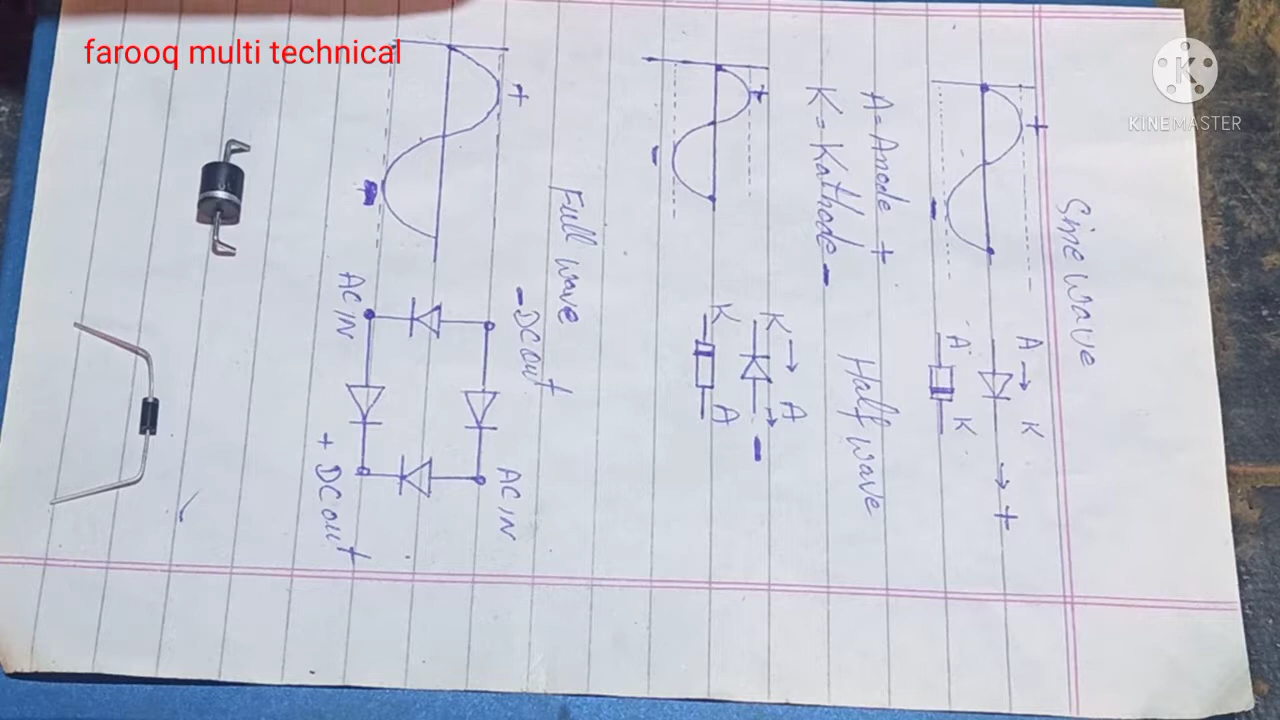 farooq multi technical
KINEMASTER
Sine wave
+
-
A → K → +
A K
A = Anode +
K = Kathode -
Half wave
+
-
K → A → -
K A
Full wave
+
+
- DC out
AC IN
AC IN
+ DC out